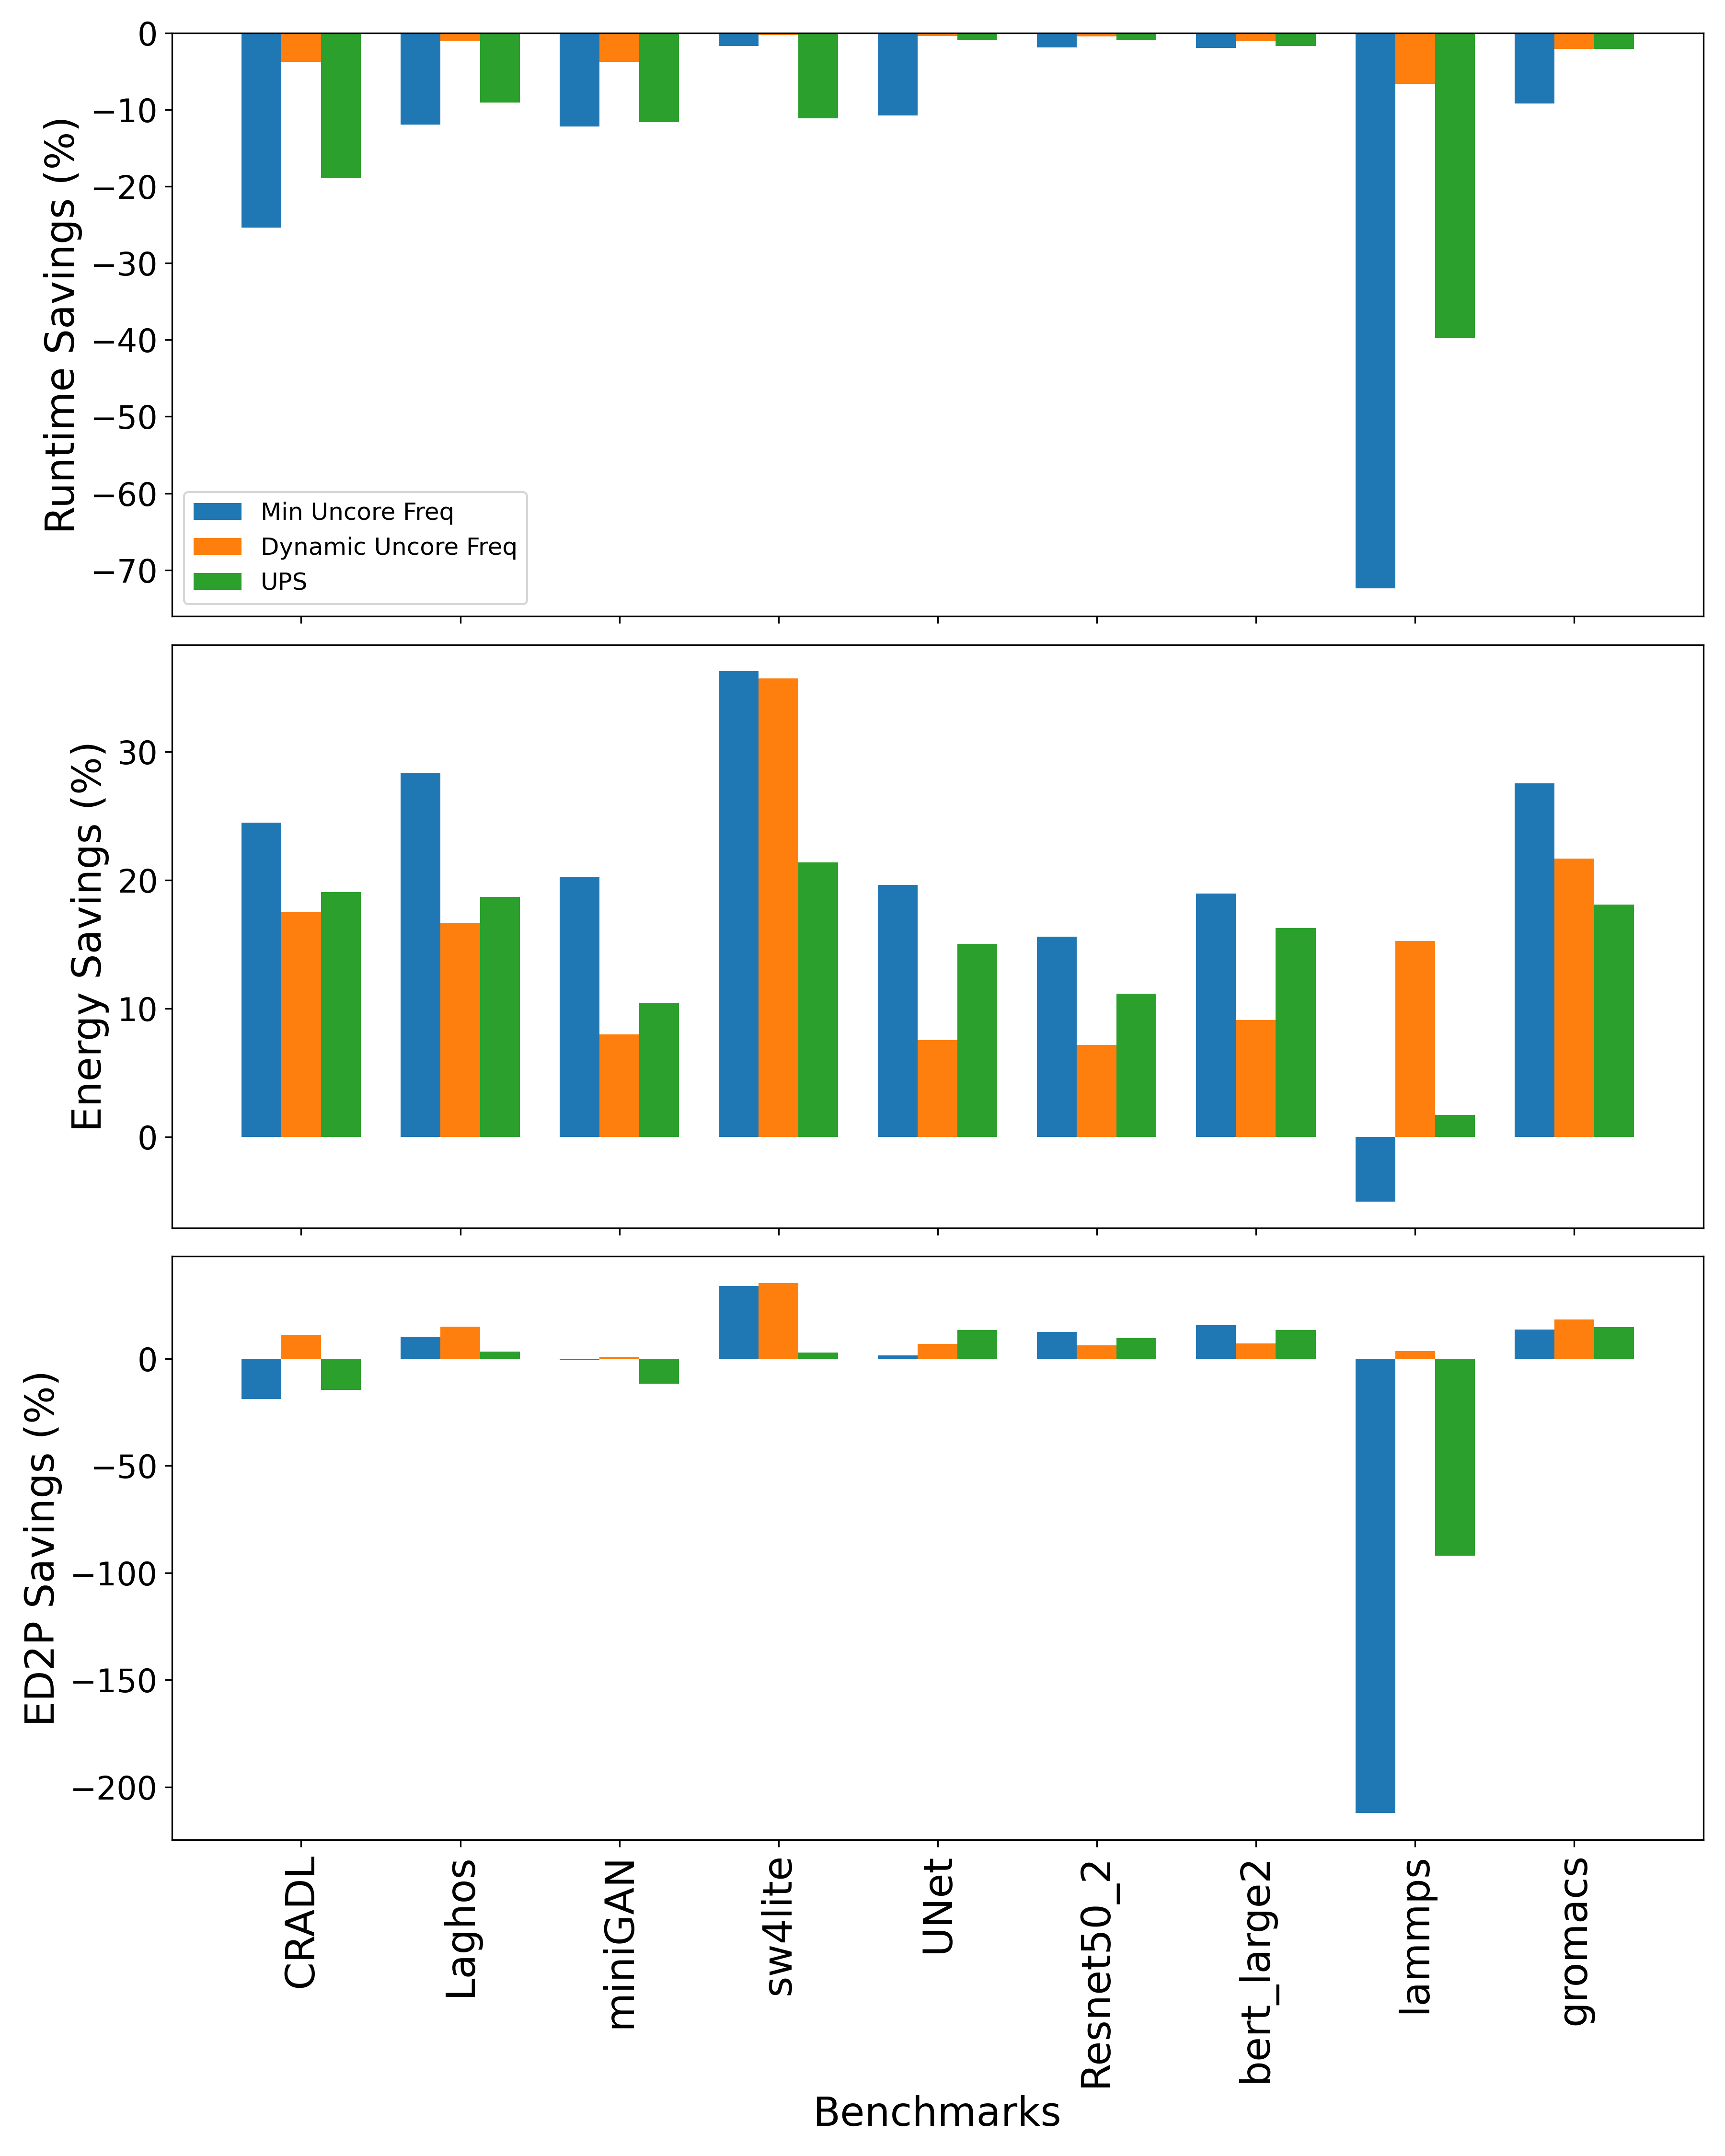 Runtime Savings (%)
0
−10
−20
−30
−40
−50
−60
−70
Min Uncore Freq
Dynamic Uncore Freq
UPS
Energy Savings (%)
30
20
10
0
ED2P Savings (%)
0
−50
−100
−150
−200
CRADL
Laghos
miniGAN
sw4lite
UNet
Resnet50_2
bert_large2
lammps
gromacs
Benchmarks